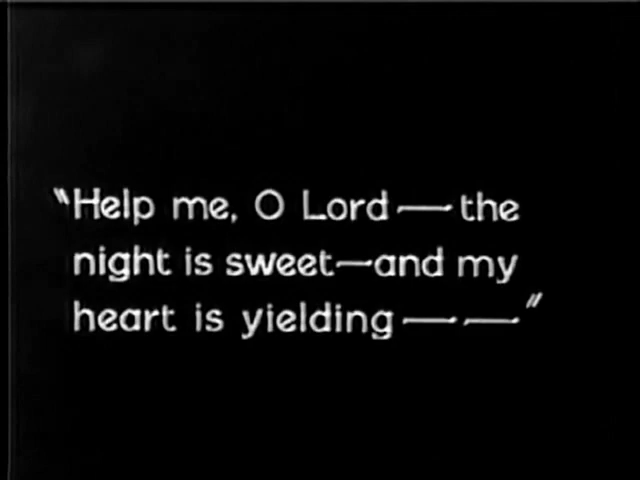 "Help me, O Lord — the
night is sweet—and my
heart is yielding — —"